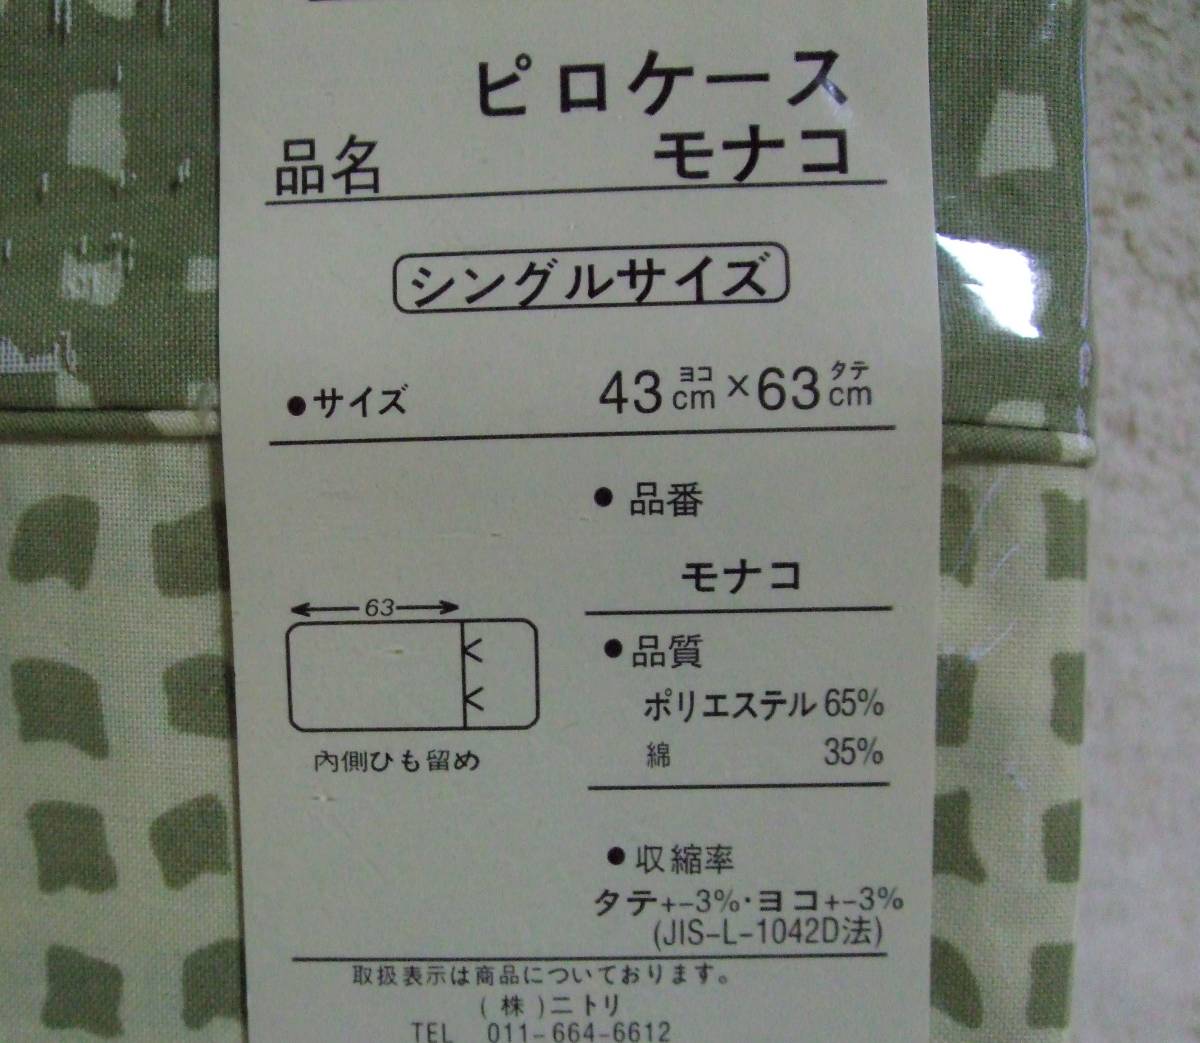 ピロケース
品名 モナコ
シングルサイズ
●サイズ 43ヨコcm×63タテcm
●品番
モナコ
63
内側ひも留め
●品質
ポリエステル 65%
綿 35%
●収縮率
タテ+-3%・ヨコ+-3%
(JIS-L-1042D法)
取扱表示は商品についております。
(株)ニトリ
TEL 011-664-6612